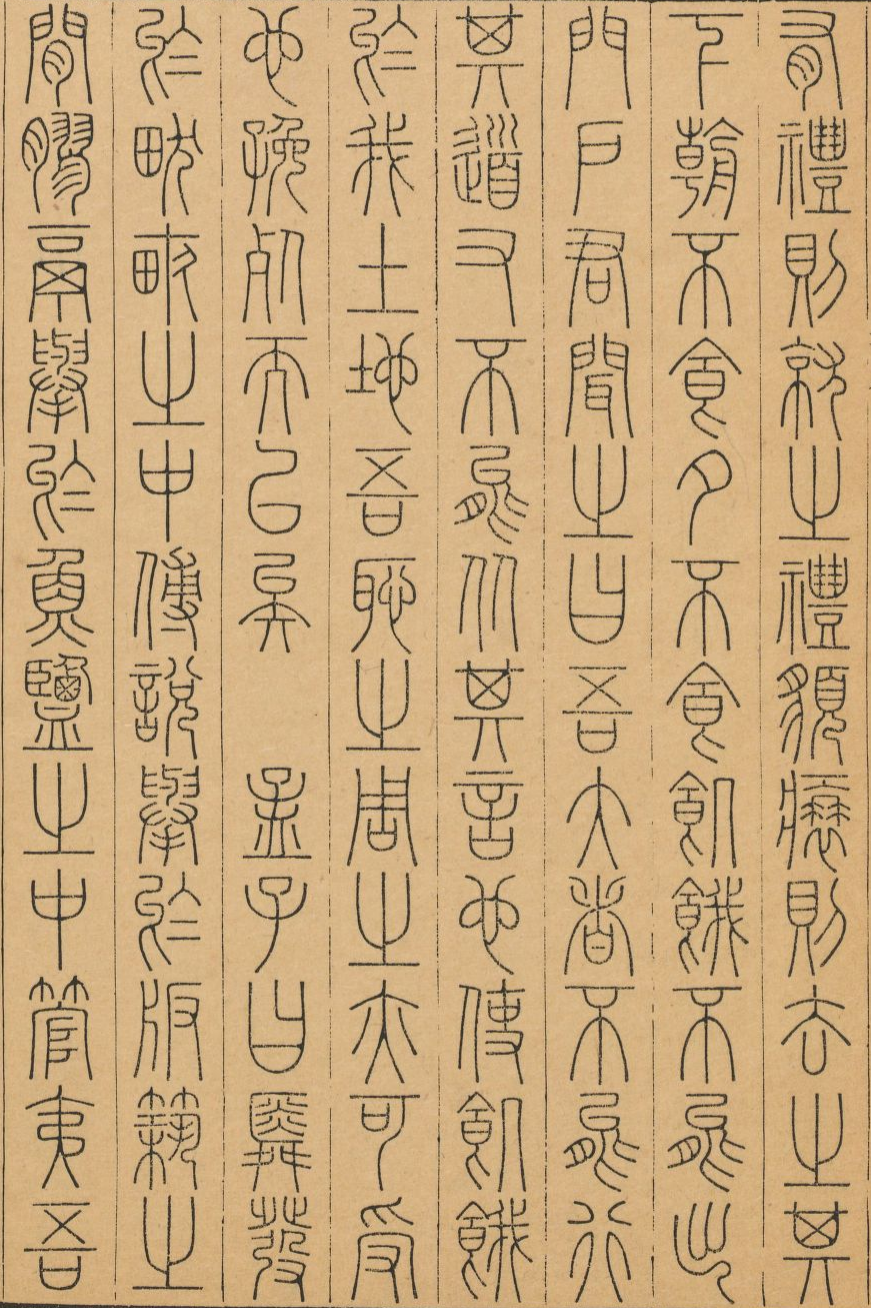 有禮則就之禮貌衰則去之其
下朝不食夕不食飢餓不能出
門戶君聞之曰吾大者不能行
其道又不能從其言也使飢餓
於我土地吾恥之周之亦可受
也免死而已矣　孟子曰舜發
於畎畝之中傅說舉於版築之
間膠鬲舉於魚鹽之中管夷吾